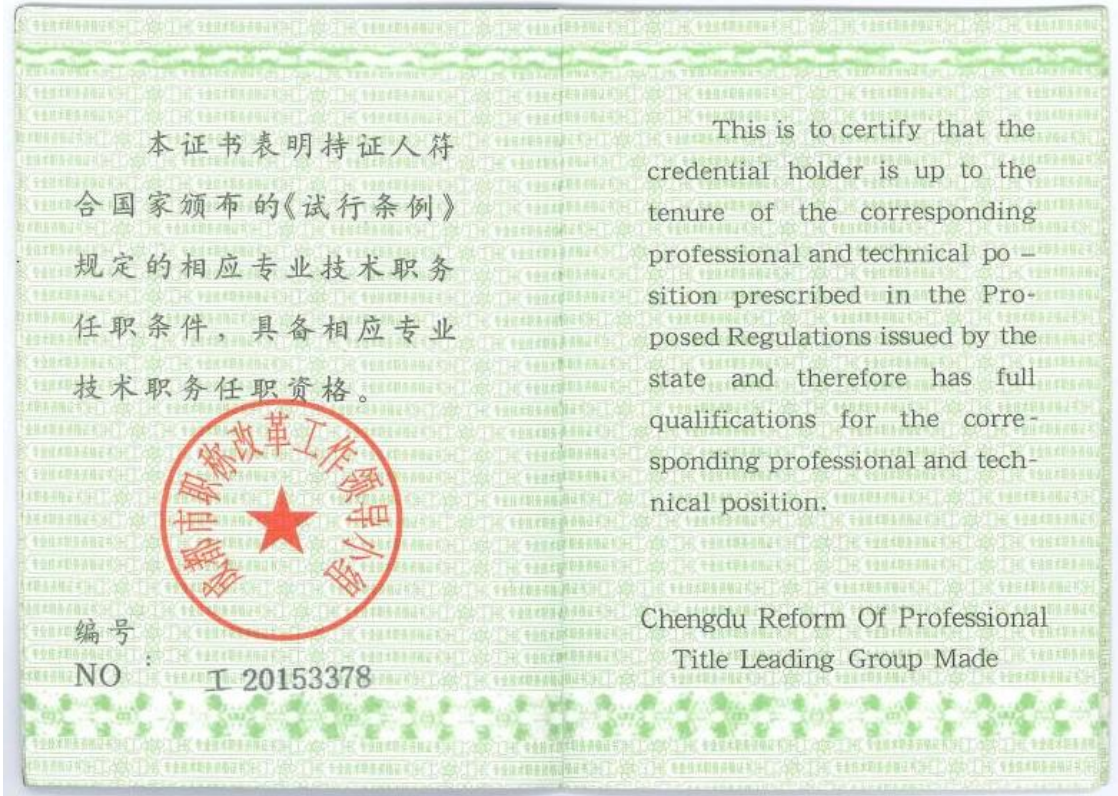 本证书表明持证人符
合国家颁布的《试行条例》
规定的相应专业技术职务
任职条件，具备相应专业
技术职务任职资格。
成都市职称改革工作领导小组
编号
NO :
工 20153378
This is to certify that the
credential holder is up to the
tenure of the corresponding
professional and technical po –
sition prescribed in the Pro-
posed Regulations issued by the
state and therefore has full
qualifications for the corre-
sponding professional and tech-
nical position.
Chengdu Reform Of Professional
Title Leading Group Made